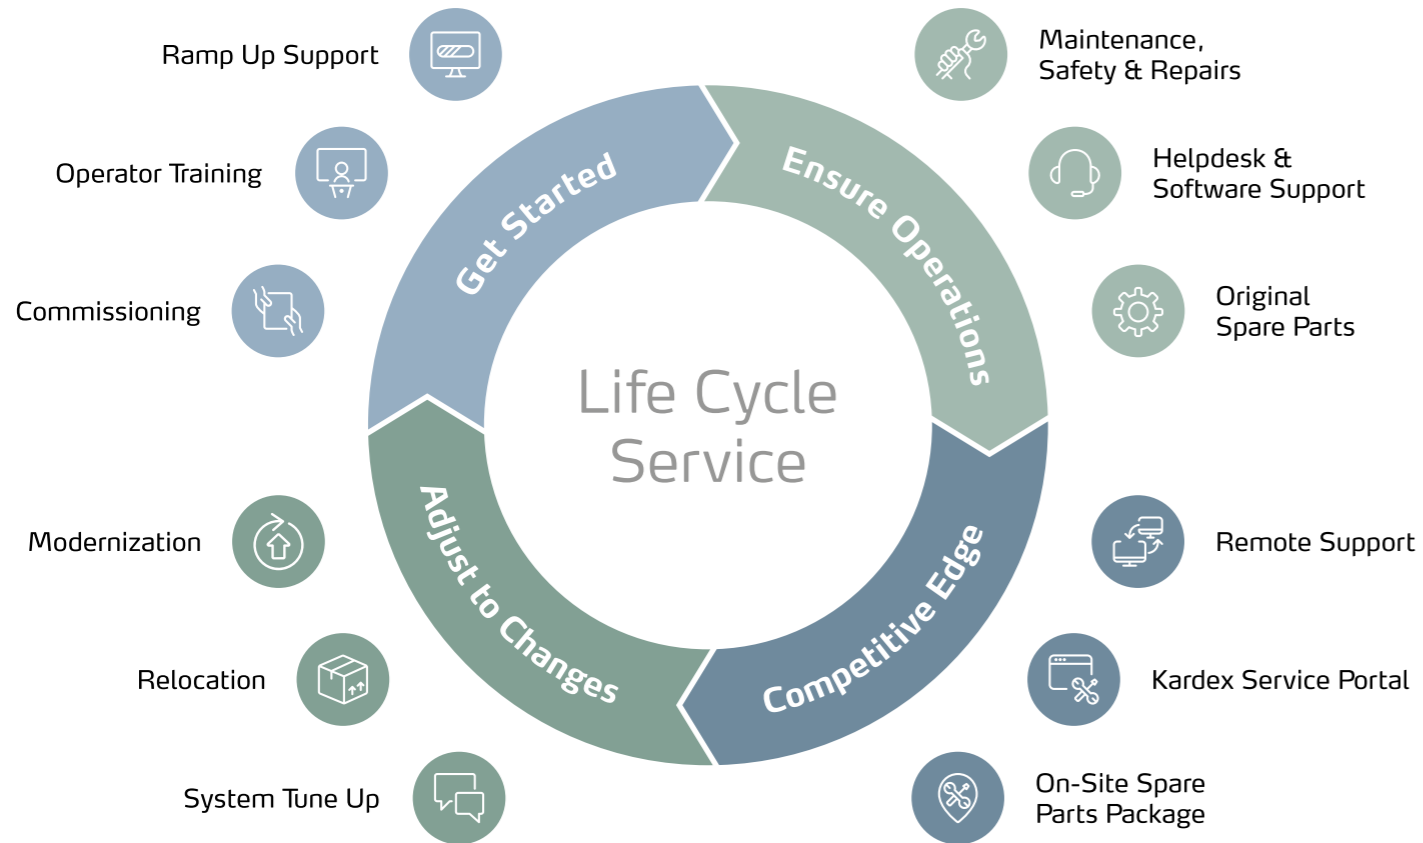 Ramp Up Support
Operator Training
Commissioning
Modernization
Relocation
System Tune Up
Get Started
Ensure Operations
Competitive Edge
Adjust to Changes
Life Cycle
Service
Maintenance,
Safety & Repairs
Helpdesk &
Software Support
Original
Spare Parts
Remote Support
Kardex Service Portal
On-Site Spare
Parts Package